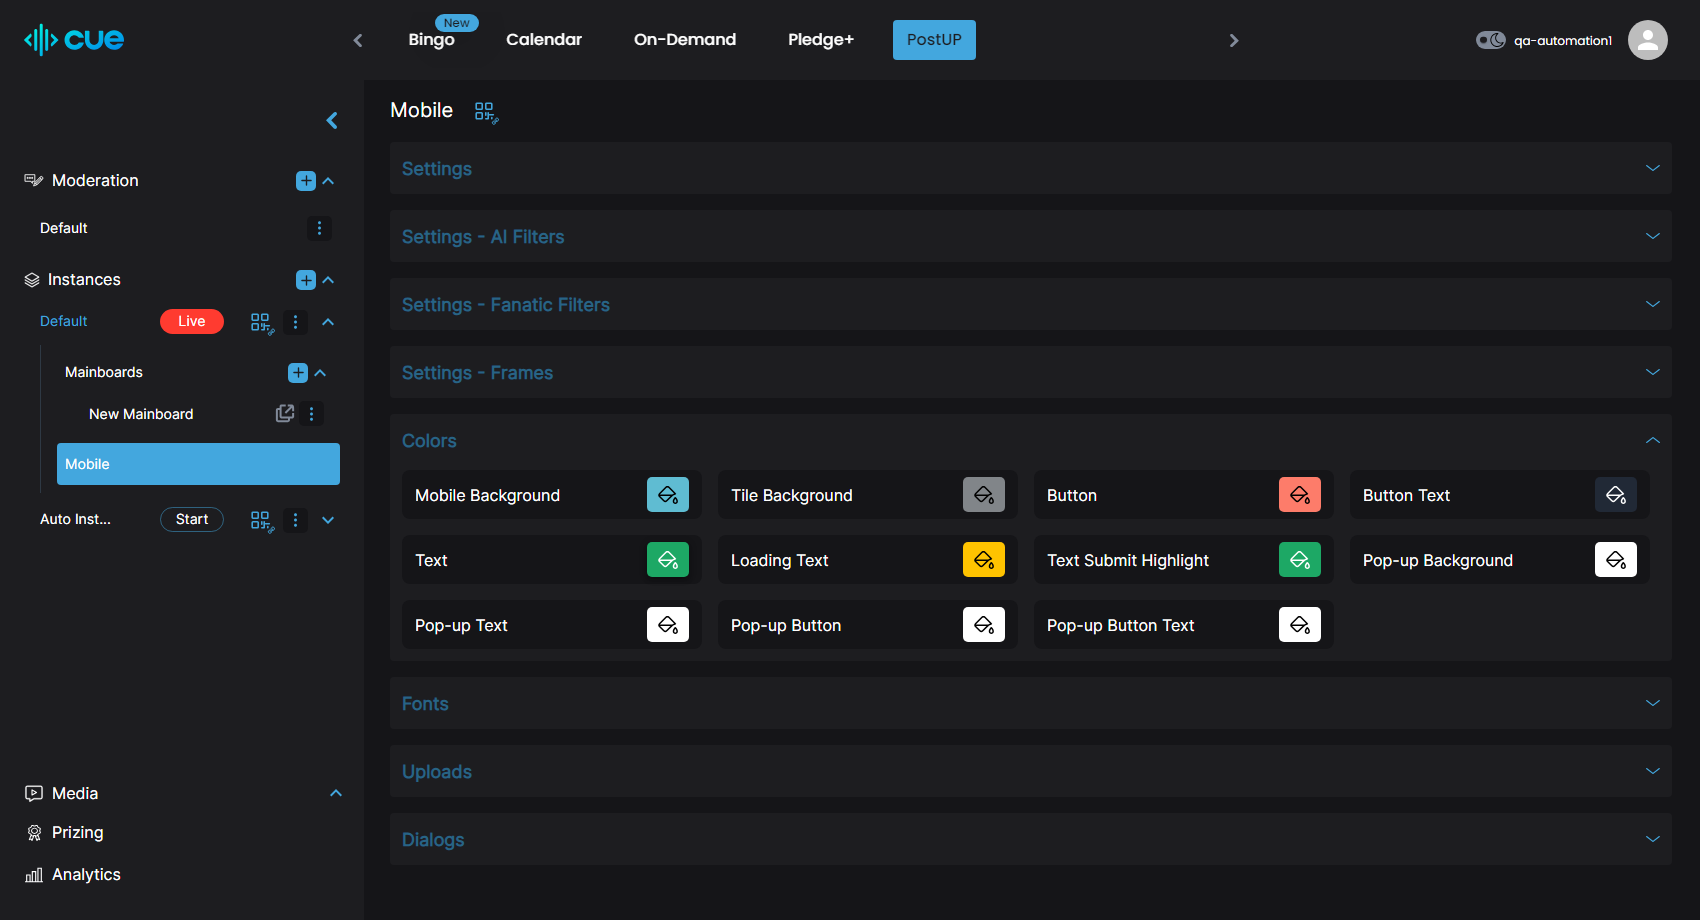 cue
New
Bingo
Calendar
On-Demand
Pledge+
PostUP
qa-automation1
Mobile
Moderation
Default
Instances
Default
Live
Mainboards
New Mainboard
Mobile
Auto Inst...
Start
Media
Prizing
Analytics
Settings
Settings - AI Filters
Settings - Fanatic Filters
Settings - Frames
Colors
Mobile Background
Tile Background
Button
Button Text
Text
Loading Text
Text Submit Highlight
Pop-up Background
Pop-up Text
Pop-up Button
Pop-up Button Text
Fonts
Uploads
Dialogs